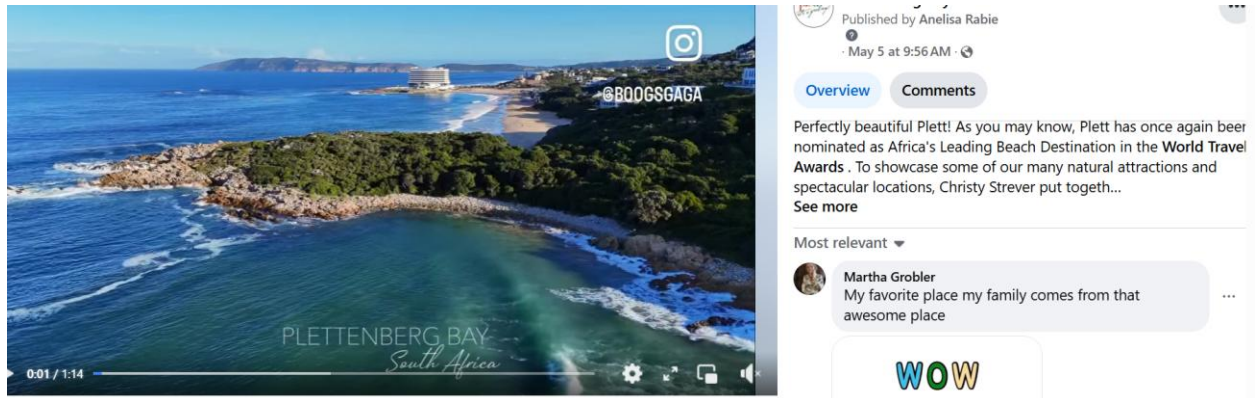 @BOOGSGAGA
PLETTENBERG BAY
South Africa
0:01 / 1:14
Published by Anelisa Rabie
· May 5 at 9:56 AM ·
Overview
Comments
Perfectly beautiful Plett! As you may know, Plett has once again been
nominated as Africa's Leading Beach Destination in the World Travel
Awards . To showcase some of our many natural attractions and
spectacular locations, Christy Strever put togeth...
See more
Most relevant
Martha Grobler
My favorite place my family comes from that
awesome place
WOW